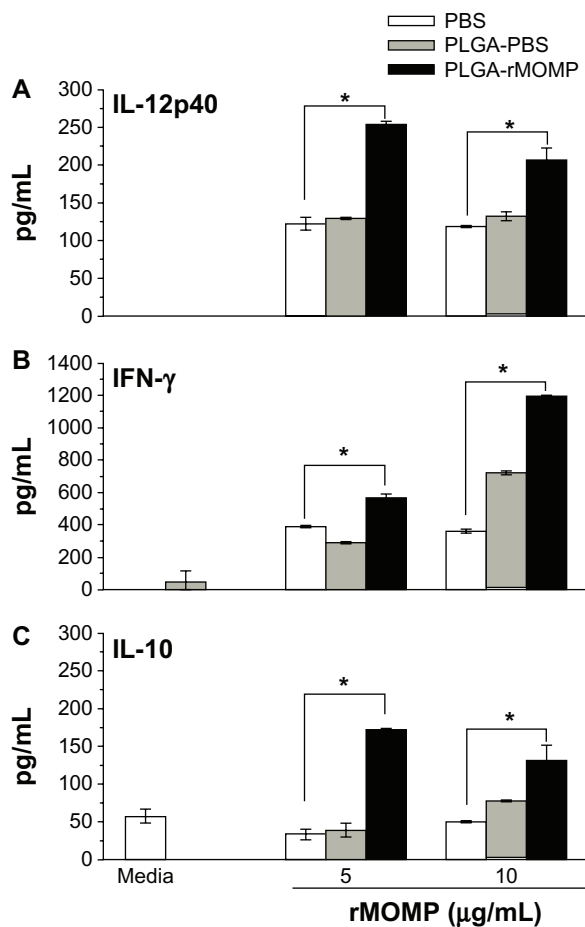 PBS
PLGA-PBS
PLGA-rMOMP
A
IL-12p40
*
*
300
250
200
150
100
50
0
pg/mL
B
IFN-γ
*
*
1400
1200
1000
800
600
400
200
0
pg/mL
C
IL-10
*
*
300
250
200
150
100
50
0
pg/mL
Media 5 10
rMOMP (µg/mL)